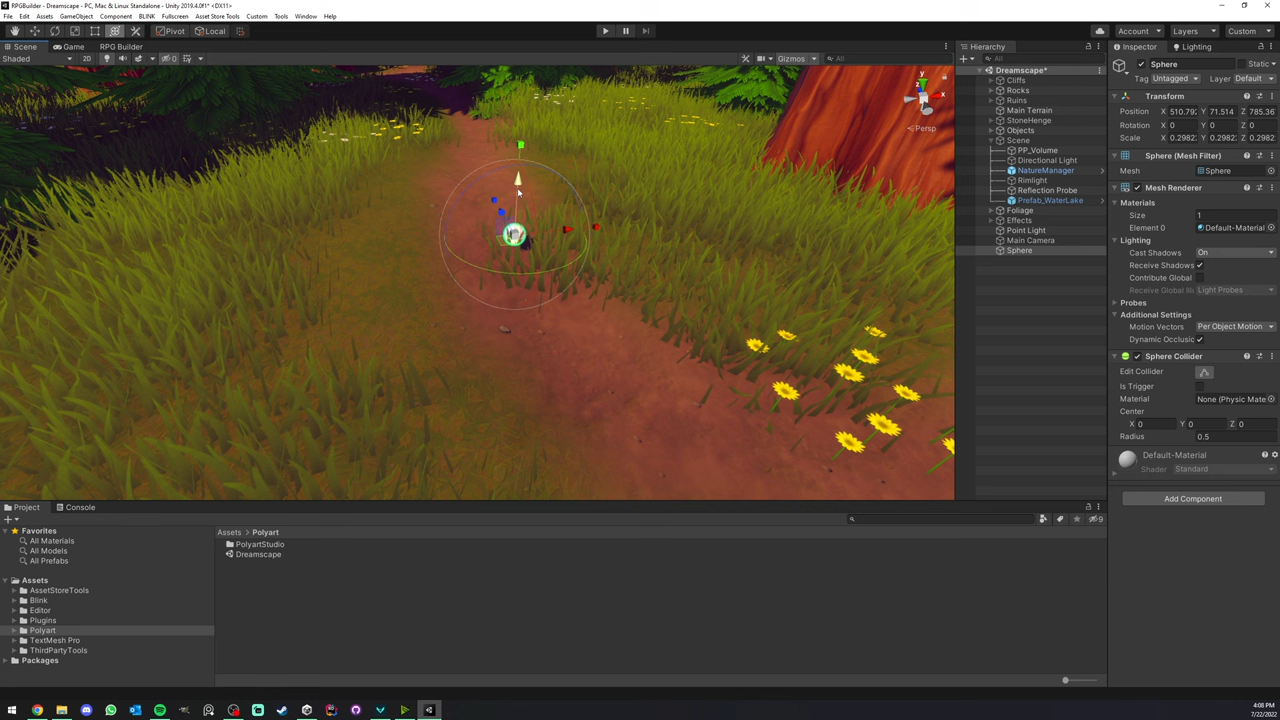 RPGBuilder - Dreamscape - PC, Mac & Linux Standalone - Unity 2019.4.0f1* <DX11>
File Edit Assets GameObject Component BLINK Fullscreen Asset Store Tools Custom Tools Window Help
Pivot Local Account Layers Custom
Scene Game RPG Builder
Shaded 2D 0 Gizmos All
y x z
Persp
Hierarchy
All
Dreamscape*
Cliffs
Rocks
Ruins
Main Terrain
StoneHenge
Objects
Scene
PP_Volume
Directional Light
NatureManager
Rimlight
Reflection Probe
Prefab_WaterLake
Foliage
Effects
Point Light
Main Camera
Sphere
Inspector Lighting
Sphere Static
Tag Untagged Layer Default
Transform
Position X 510.792 Y 71.514 Z 785.36
Rotation X 0 Y 0 Z 0
Scale X 0.2982 Y 0.2982 Z 0.2982
Sphere (Mesh Filter)
Mesh Sphere
Mesh Renderer
Materials
Size 1
Element 0 Default-Material
Lighting
Cast Shadows On
Receive Shadows
Contribute Global
Receive Global Illu Light Probes
Probes
Additional Settings
Motion Vectors Per Object Motion
Dynamic Occlusic
Sphere Collider
Edit Collider
Is Trigger
Material None (Physic Mate
Center
X 0 Y 0 Z 0
Radius 0.5
Default-Material
Shader Standard
Add Component
Project Console
9
Favorites
All Materials
All Models
All Prefabs
Assets
AssetStoreTools
Blink
Editor
Plugins
Polyart
TextMesh Pro
ThirdPartyTools
Packages
Assets > Polyart
PolyartStudio
Dreamscape
4:08 PM
7/22/2022